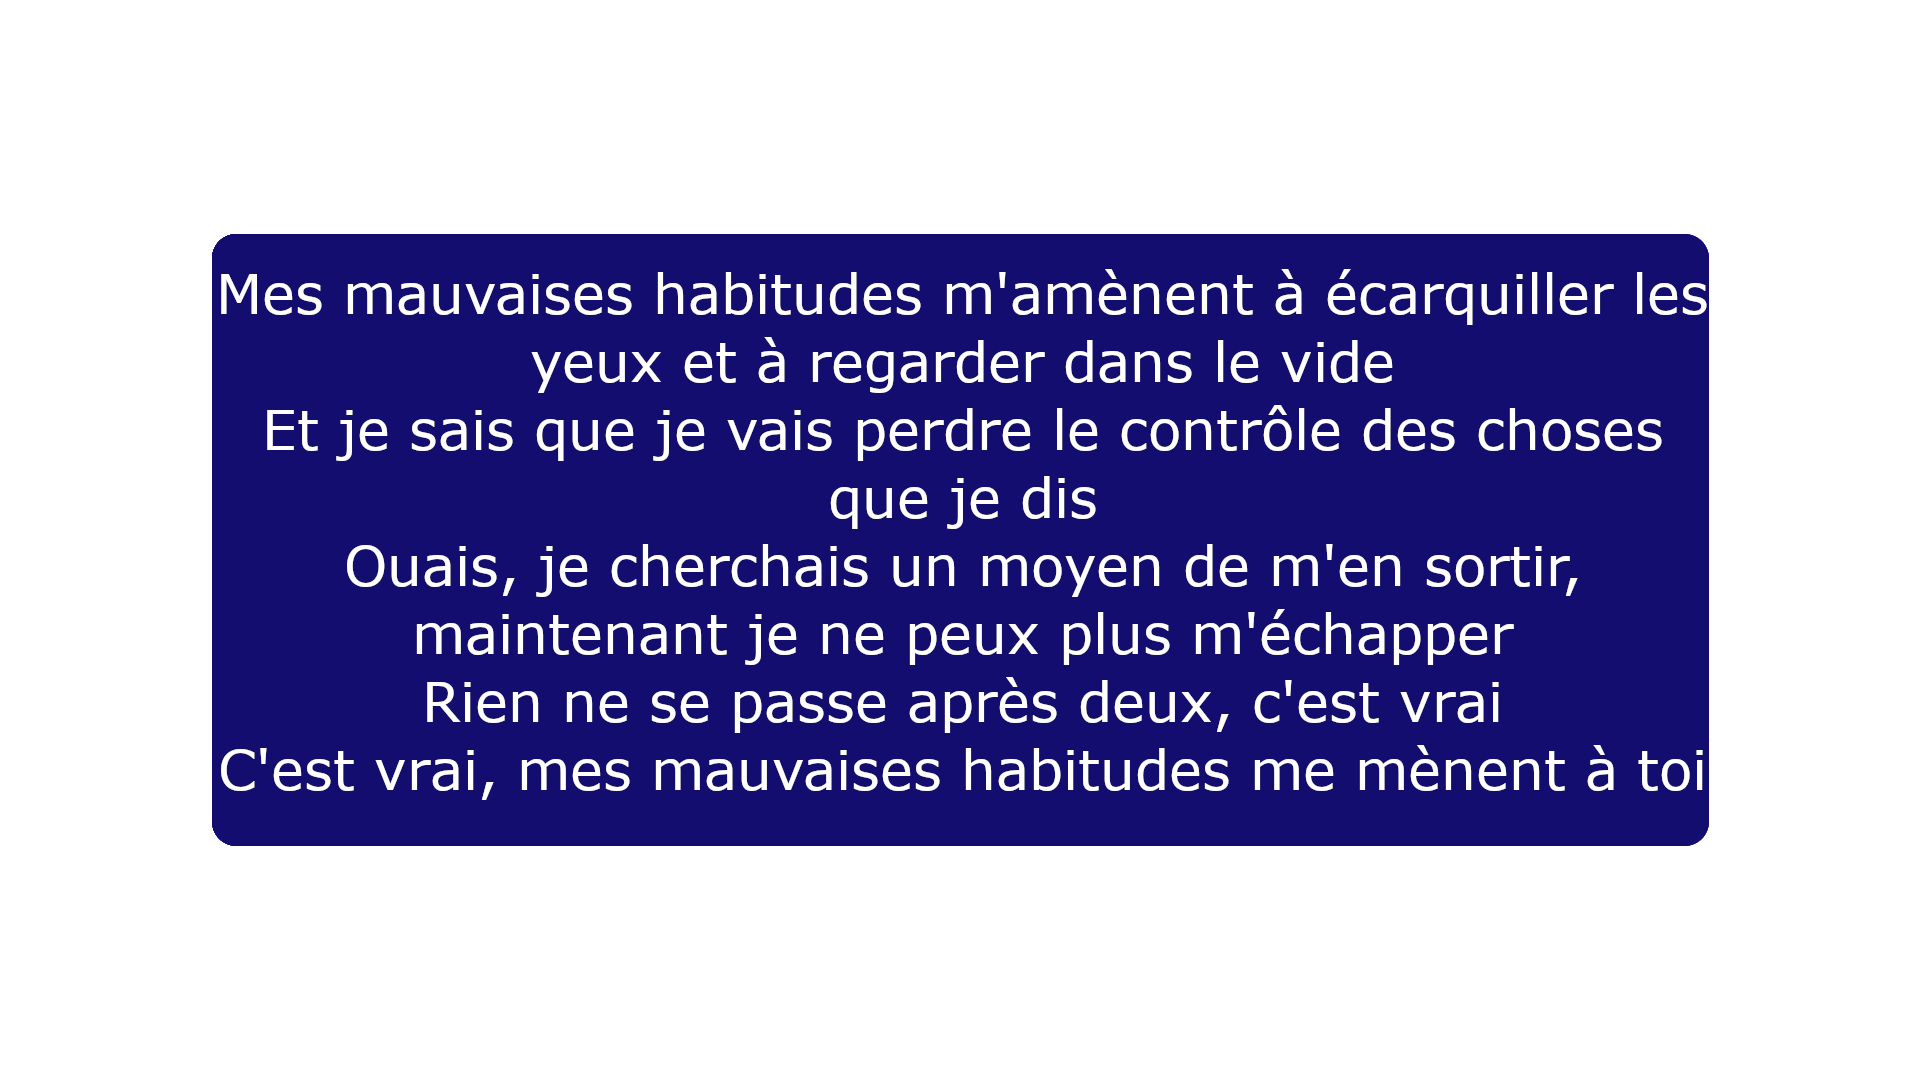 Mes mauvaises habitudes m'amènent à écarquiller les
yeux et à regarder dans le vide
Et je sais que je vais perdre le contrôle des choses
que je dis
Ouais, je cherchais un moyen de m'en sortir,
maintenant je ne peux plus m'échapper
Rien ne se passe après deux, c'est vrai
C'est vrai, mes mauvaises habitudes me mènent à toi